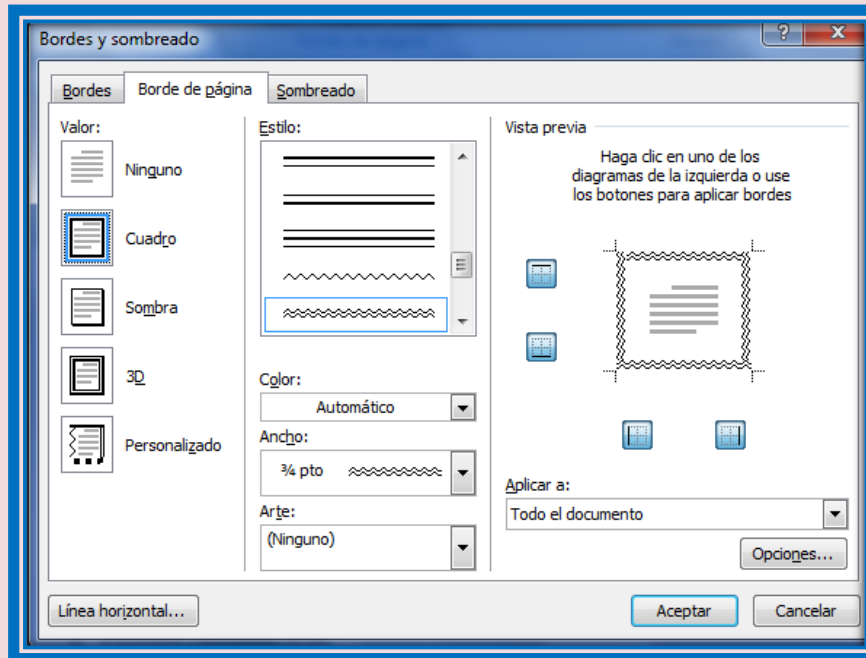 Bordes y sombreado
Bordes
Borde de página
Sombreado
Valor:
Ninguno
Cuadro
Sombra
3D
Personalizado
Estilo:
Color:
Automático
Ancho:
¾ pto
Arte:
(Ninguno)
Vista previa
Haga clic en uno de los
diagramas de la izquierda o use
los botones para aplicar bordes
Aplicar a:
Todo el documento
Opciones...
Línea horizontal...
Aceptar
Cancelar